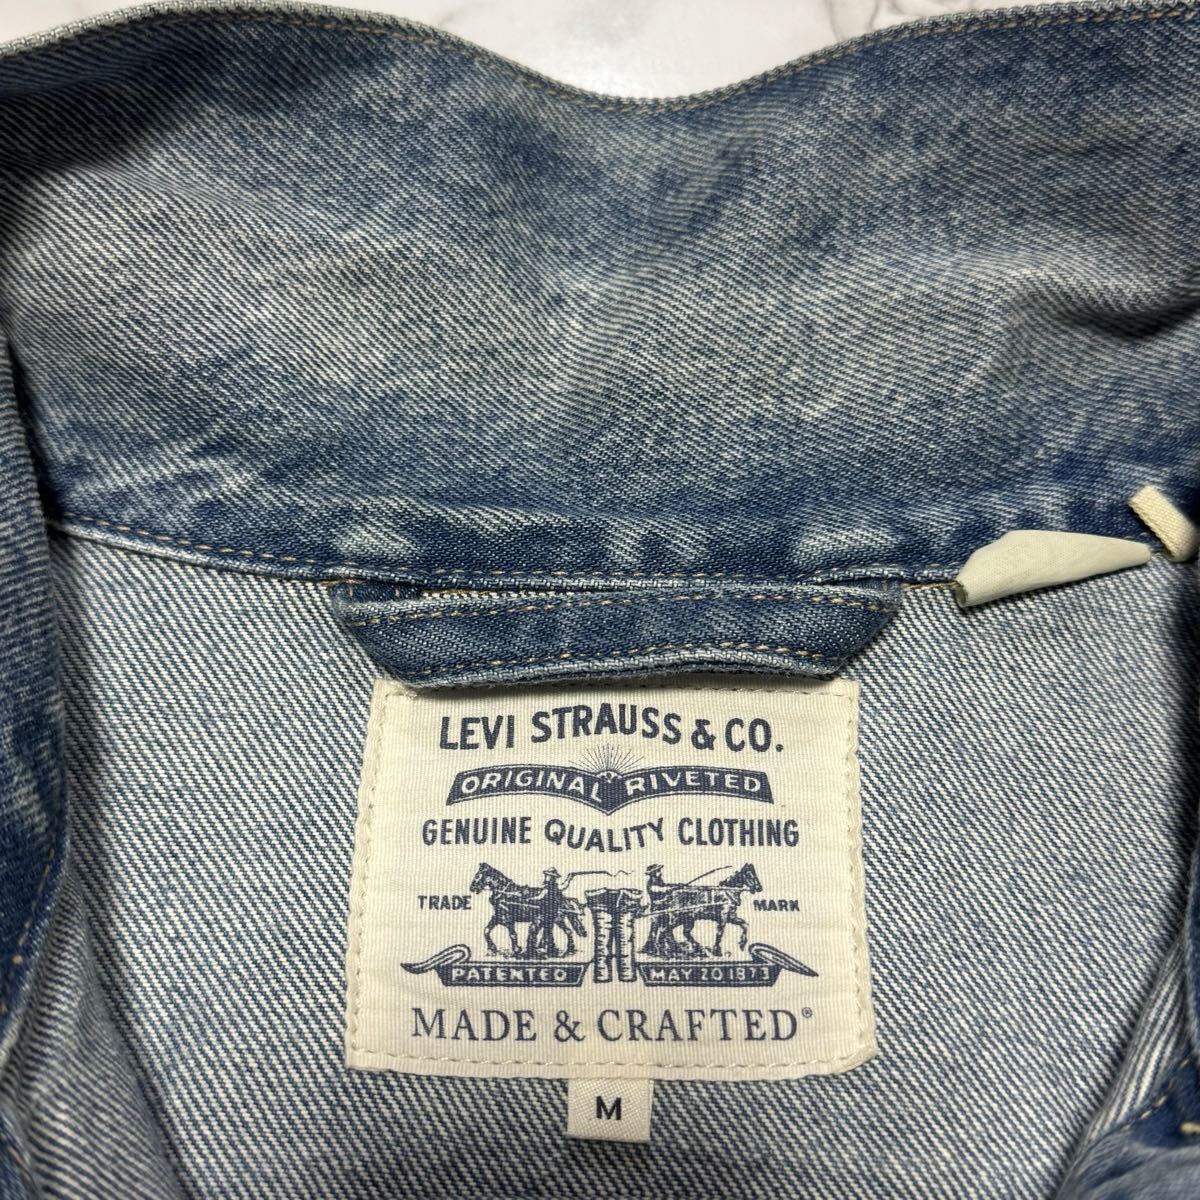 LEVI STRAUSS & CO.
ORIGINAL RIVETED
GENUINE QUALITY CLOTHING
TRADE MARK
PATENTED MAY 20 1873
MADE & CRAFTED®
M